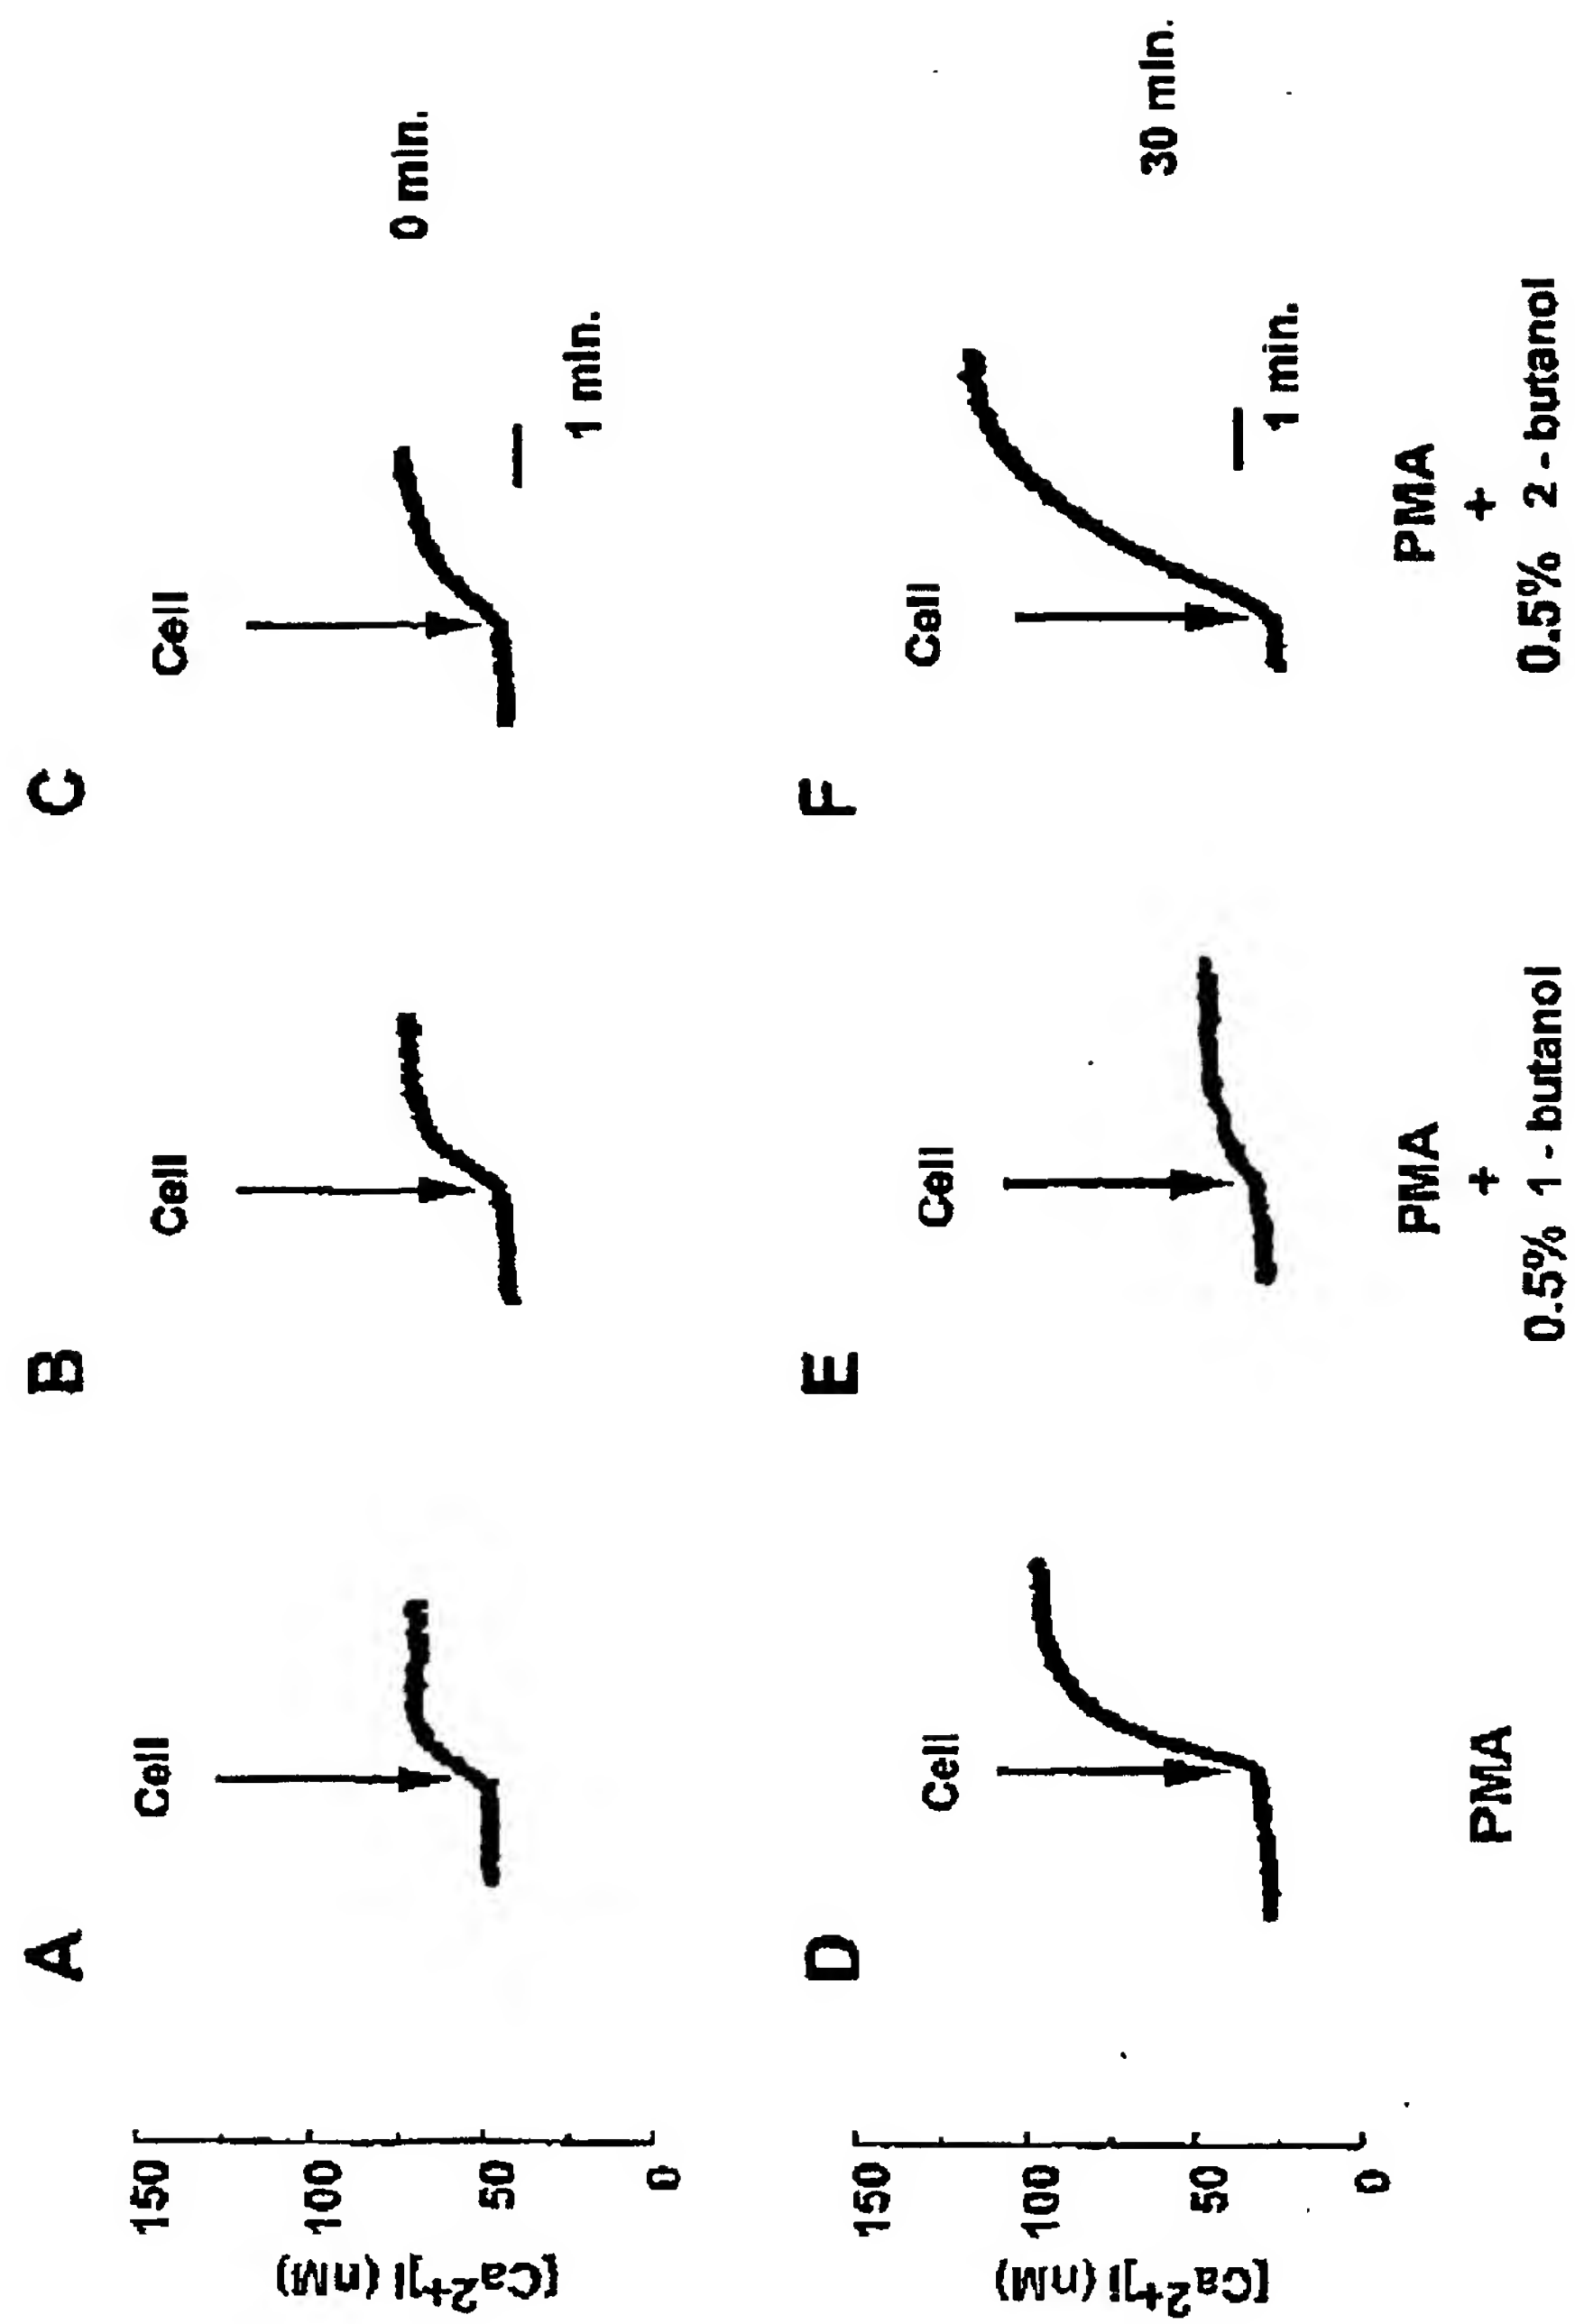 A
B
C
Cell
Cell
Cell
150
100
50
0
[Ca²⁺]i (nM)
0 min.
1 min.
D
E
F
Cell
Cell
Cell
150
100
50
0
[Ca²⁺]i (nM)
30 min.
1 min.
PMA
PMA
+
0.5% 1 - butanol
PMA
+
0.5% 2 - butanol